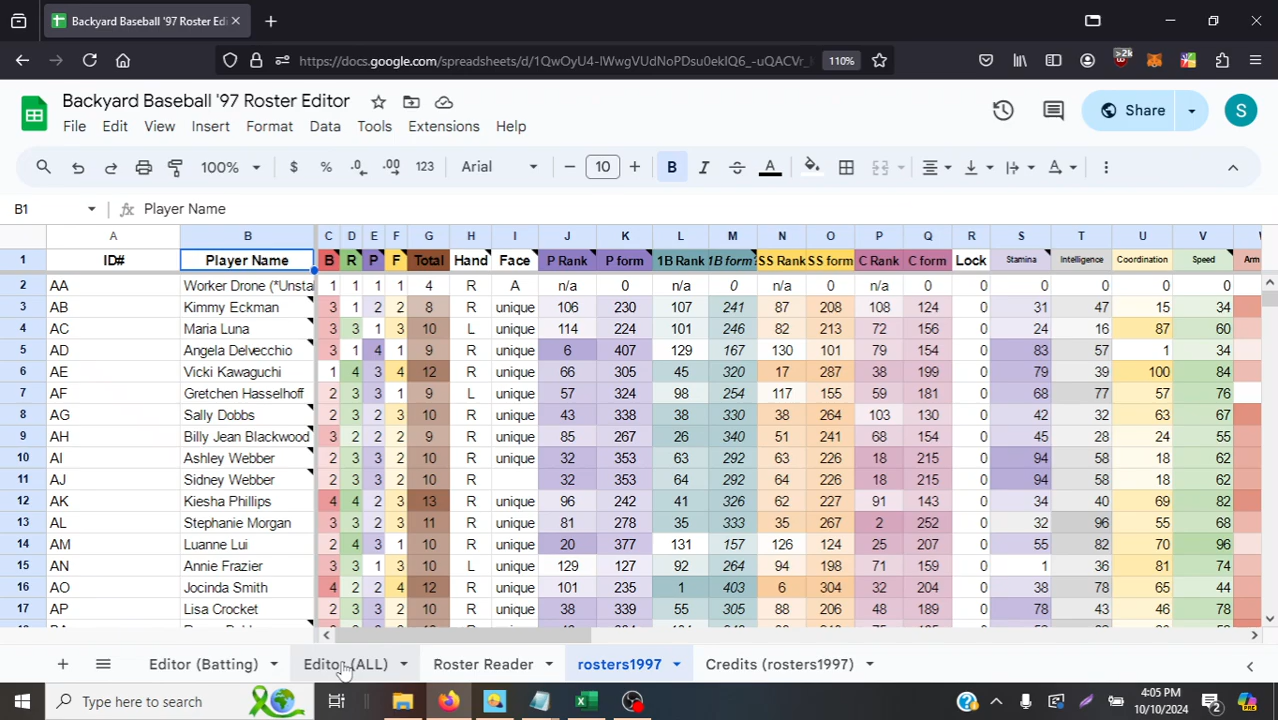 Backyard Baseball '97 Roster Edi
https://docs.google.com/spreadsheets/d/1QwOyU4-IWwgVUdNoPDsu0ekIQ6_-uQACVr_ 110% >2k
Backyard Baseball '97 Roster Editor
File Edit View Insert Format Data Tools Extensions Help
Share S
100% $ % .0 .00 123 Arial 10 B I A
B1 fx Player Name
A B C D E F G H I J K L M N O P Q R S T U V
1 ID# Player Name B R P F Total Hand Face P Rank P form 1B Rank 1B form? SS Rank SS form C Rank C form Lock Stamina Intelligence Coordination Speed Arm
2 AA Worker Drone (*Unsta 1 1 1 1 4 R A n/a 0 n/a 0 n/a 0 n/a 0 0 0 0 0 0
3 AB Kimmy Eckman 3 1 2 2 8 R unique 106 230 107 241 87 208 108 124 0 31 47 15 34
4 AC Maria Luna 3 3 1 3 10 L unique 114 224 101 246 82 213 72 156 0 24 16 87 60
5 AD Angela Delvecchio 3 1 4 1 9 R unique 6 407 129 167 130 101 79 154 0 83 57 1 34
6 AE Vicki Kawaguchi 1 4 3 4 12 R unique 66 305 45 320 17 287 38 199 0 79 39 100 84
7 AF Gretchen Hasselhoff 2 3 3 1 9 L unique 57 324 98 254 117 155 59 181 0 68 77 57 76
8 AG Sally Dobbs 2 3 2 3 10 R unique 43 338 38 330 38 264 103 130 0 42 32 63 67
9 AH Billy Jean Blackwood 3 2 2 2 9 R unique 85 267 26 340 51 241 68 154 0 45 28 24 55
10 AI Ashley Webber 2 3 3 2 10 R unique 32 353 63 292 63 226 18 215 0 94 58 18 62
11 AJ Sidney Webber 2 3 3 2 10 R 32 353 64 292 64 226 18 215 0 94 58 18 62
12 AK Kiesha Phillips 4 4 2 3 13 R unique 96 242 41 326 62 227 91 143 0 34 40 69 82
13 AL Stephanie Morgan 3 3 2 3 11 R unique 81 278 35 333 35 267 2 252 0 32 96 55 68
14 AM Luanne Lui 2 4 3 1 10 R unique 20 377 131 157 126 124 25 207 0 55 82 70 96
15 AN Annie Frazier 3 3 1 3 10 L unique 129 127 92 264 94 198 71 159 0 1 36 81 74
16 AO Jocinda Smith 4 2 2 4 12 R unique 101 235 1 403 6 304 32 204 0 38 78 65 44
17 AP Lisa Crocket 2 3 3 2 10 R unique 38 339 55 305 88 206 48 189 0 78 43 46 78
Editor (Batting) Editor (ALL) Roster Reader rosters1997 Credits (rosters1997)
Type here to search 4:05 PM
10/10/2024 2